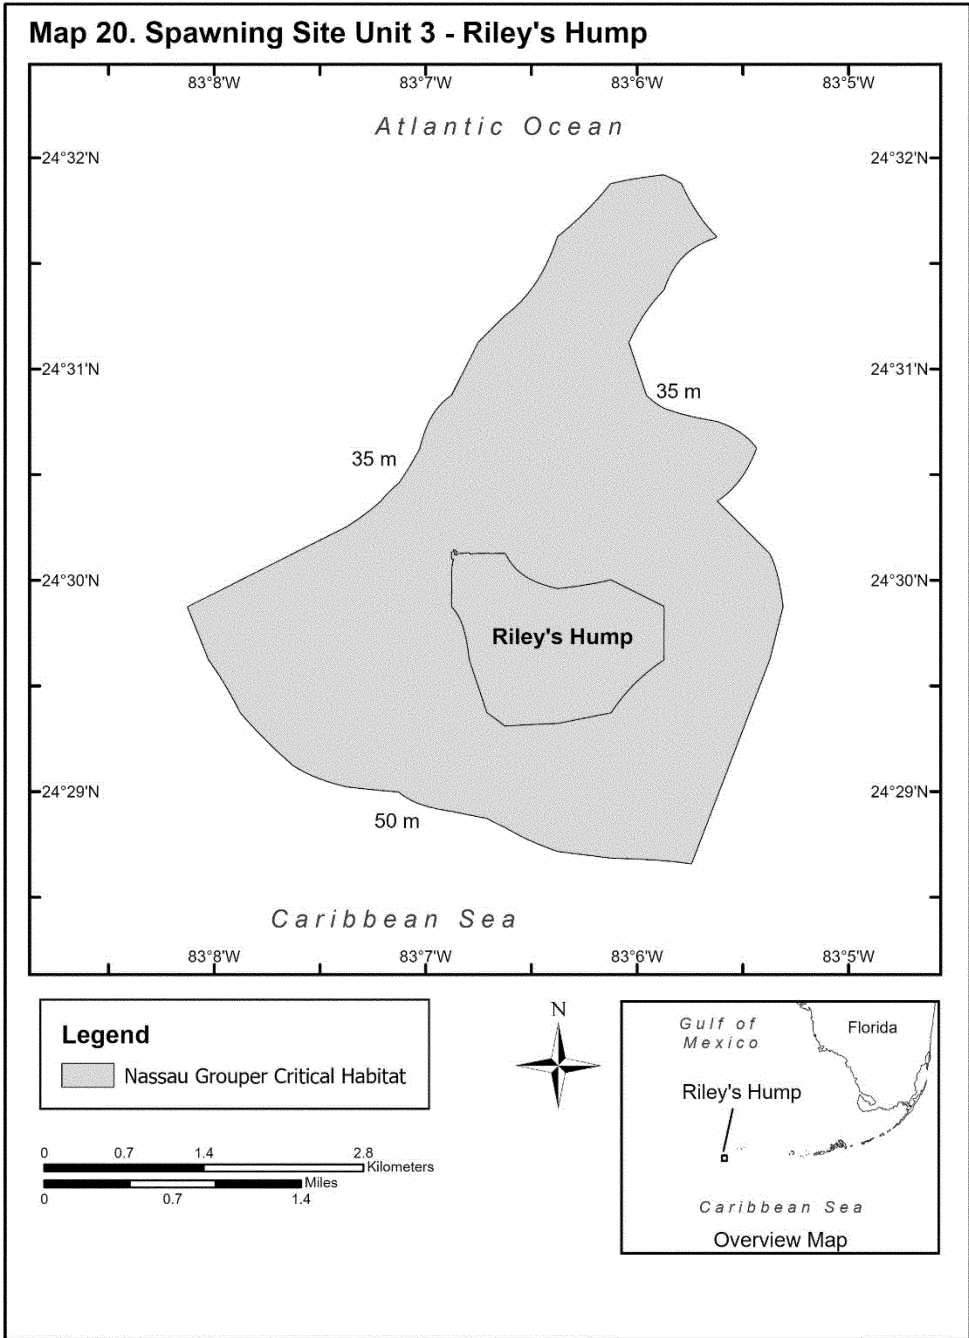 Map 20. Spawning Site Unit 3 - Riley's Hump
83°8'W 83°7'W 83°6'W 83°5'W
Atlantic Ocean
24°32'N 24°32'N
24°31'N 24°31'N
35 m
35 m
24°30'N 24°30'N
Riley's Hump
24°29'N 24°29'N
50 m
Caribbean Sea
83°8'W 83°7'W 83°6'W 83°5'W
Legend
Nassau Grouper Critical Habitat
0 0.7 1.4 2.8
Kilometers
Miles
0 0.7 1.4
N
Gulf of
Mexico
Florida
Riley's Hump
Caribbean Sea
Overview Map